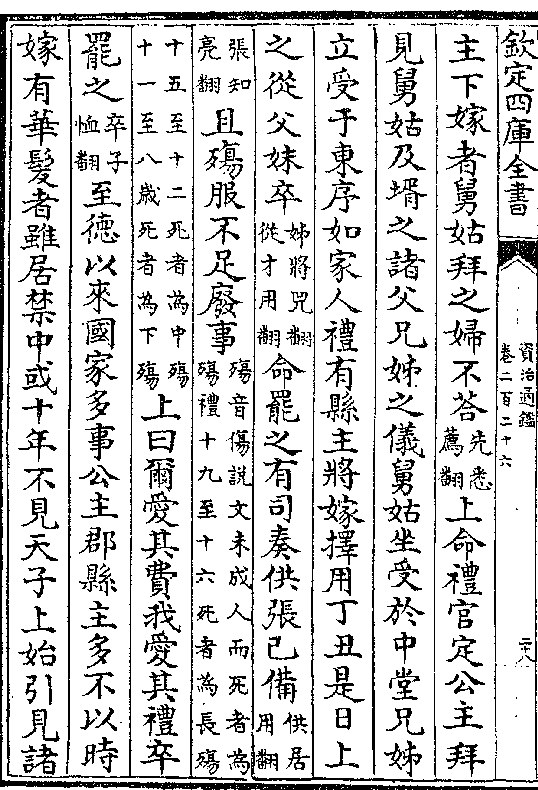 欽定四庫全書
資治通鑑
卷二百二十六
二十八
主下嫁者舅姑拜之婦不荅先悉薦翻上命禮官定公主拜
見舅姑及壻之諸父兄姊之儀舅姑坐受於中堂兄姊
立受于東序如家人禮有縣主將嫁擇用丁丑是日上
之從父妹卒姊將兕翻從才用翻命罷之有司奏供張已備供居用翻
張知亮翻且殤服不足廢事殤音傷說文未成人而死者為殤禮十九至十六死者為長殤
十五至十二死者為中殤十一至八歲死者為下殤上曰爾愛其費我愛其禮卒
罷之卒子恤翻至德以來國家多事公主郡縣主多不以時
嫁有華髮者雖居禁中或十年不見天子上始引見諸